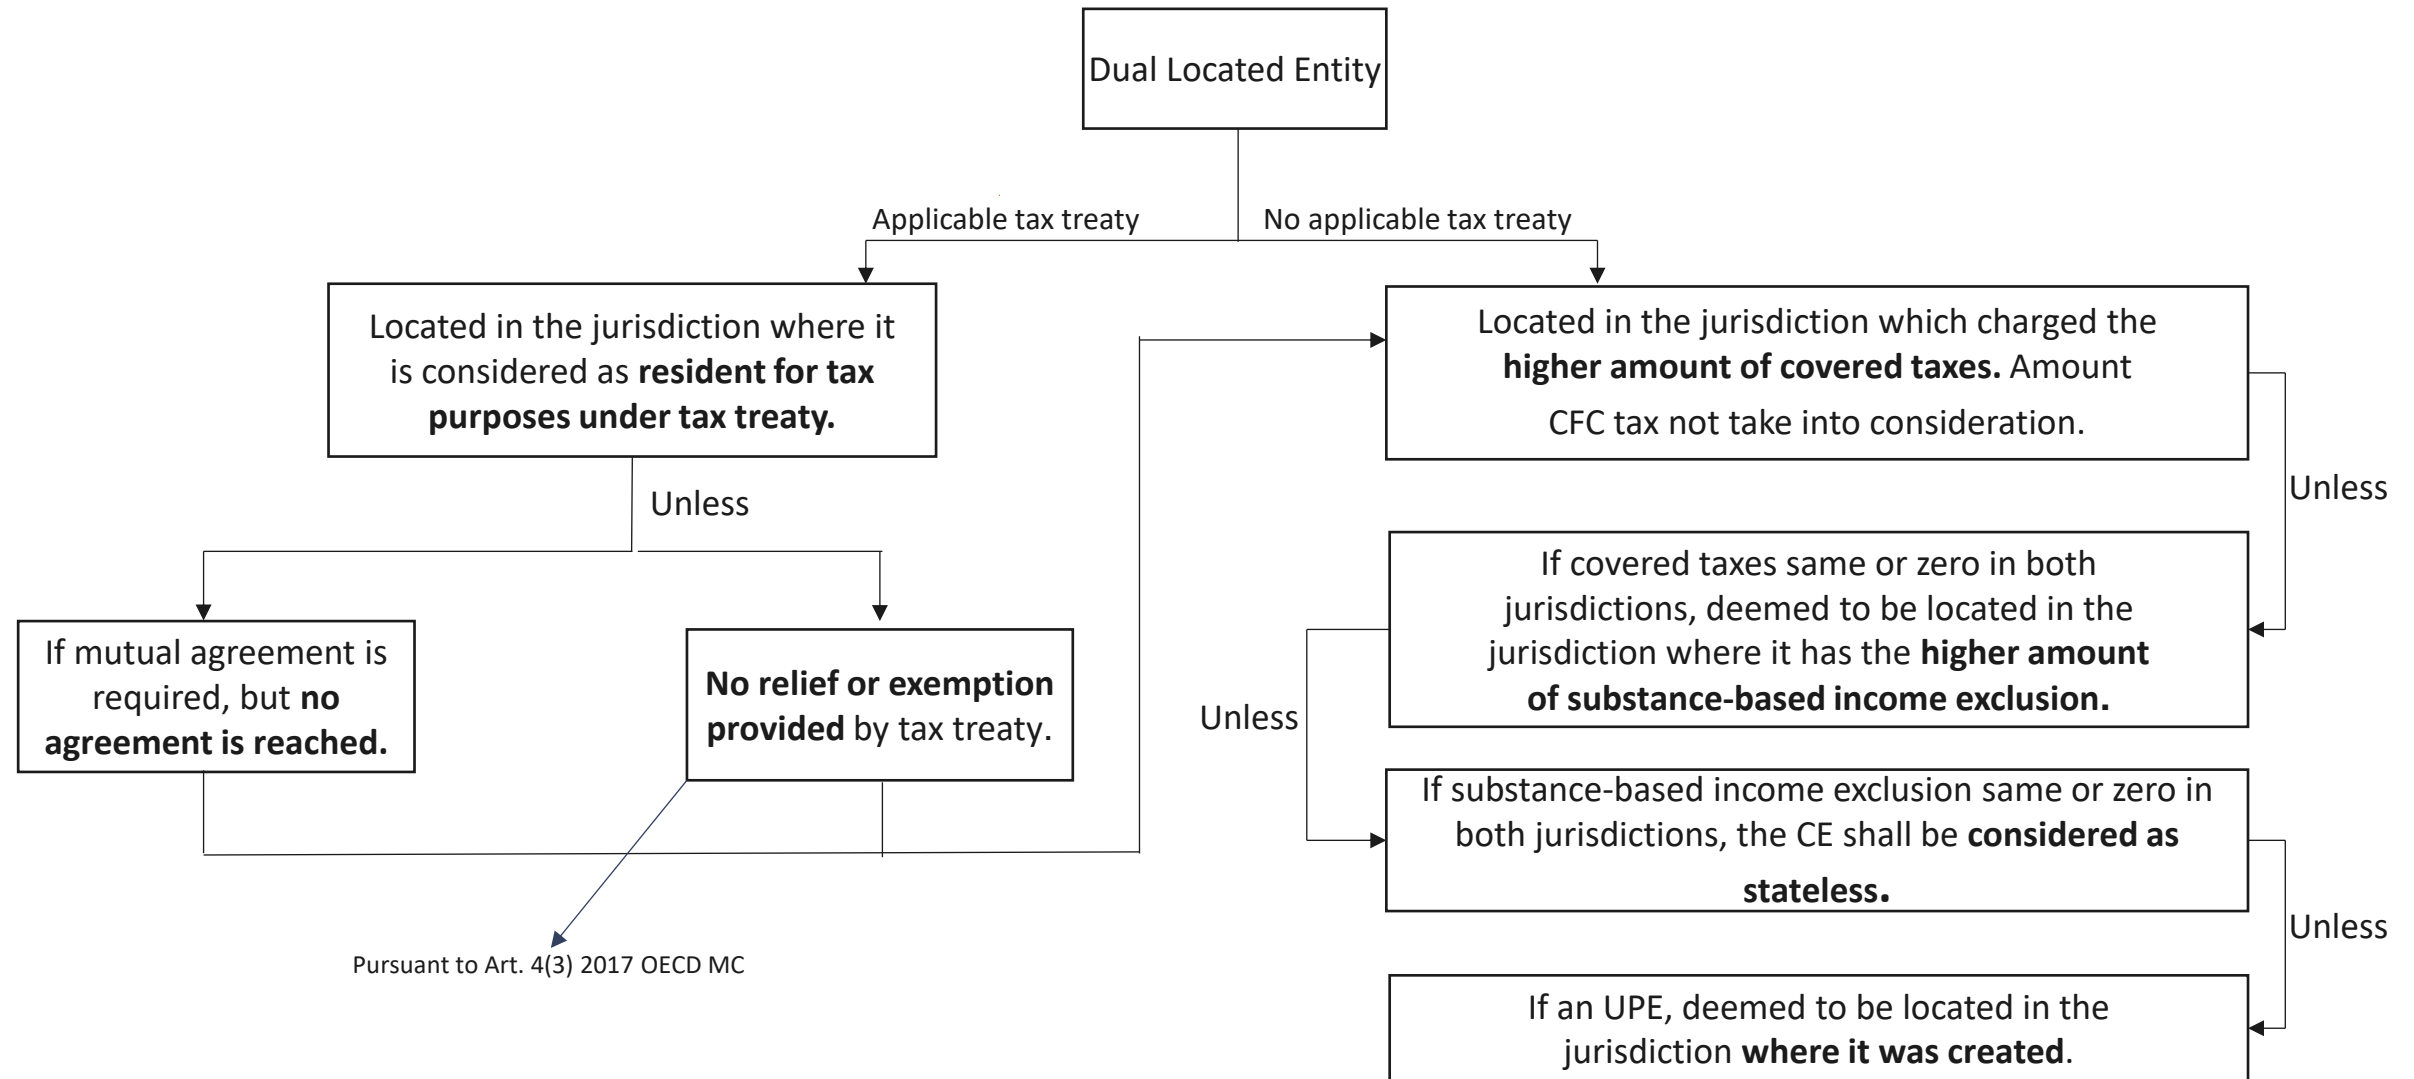 Dual Located Entity
Applicable tax treaty
No applicable tax treaty
Located in the jurisdiction where it
is considered as resident for tax
purposes under tax treaty.
Located in the jurisdiction which charged the
higher amount of covered taxes. Amount
CFC tax not take into consideration.
Unless
Unless
If mutual agreement is
required, but no
agreement is reached.
No relief or exemption
provided by tax treaty.
If covered taxes same or zero in both
jurisdictions, deemed to be located in the
jurisdiction where it has the higher amount
of substance-based income exclusion.
Unless
If substance-based income exclusion same or zero in
both jurisdictions, the CE shall be considered as
stateless.
Unless
Pursuant to Art. 4(3) 2017 OECD MC
If an UPE, deemed to be located in the
jurisdiction where it was created.